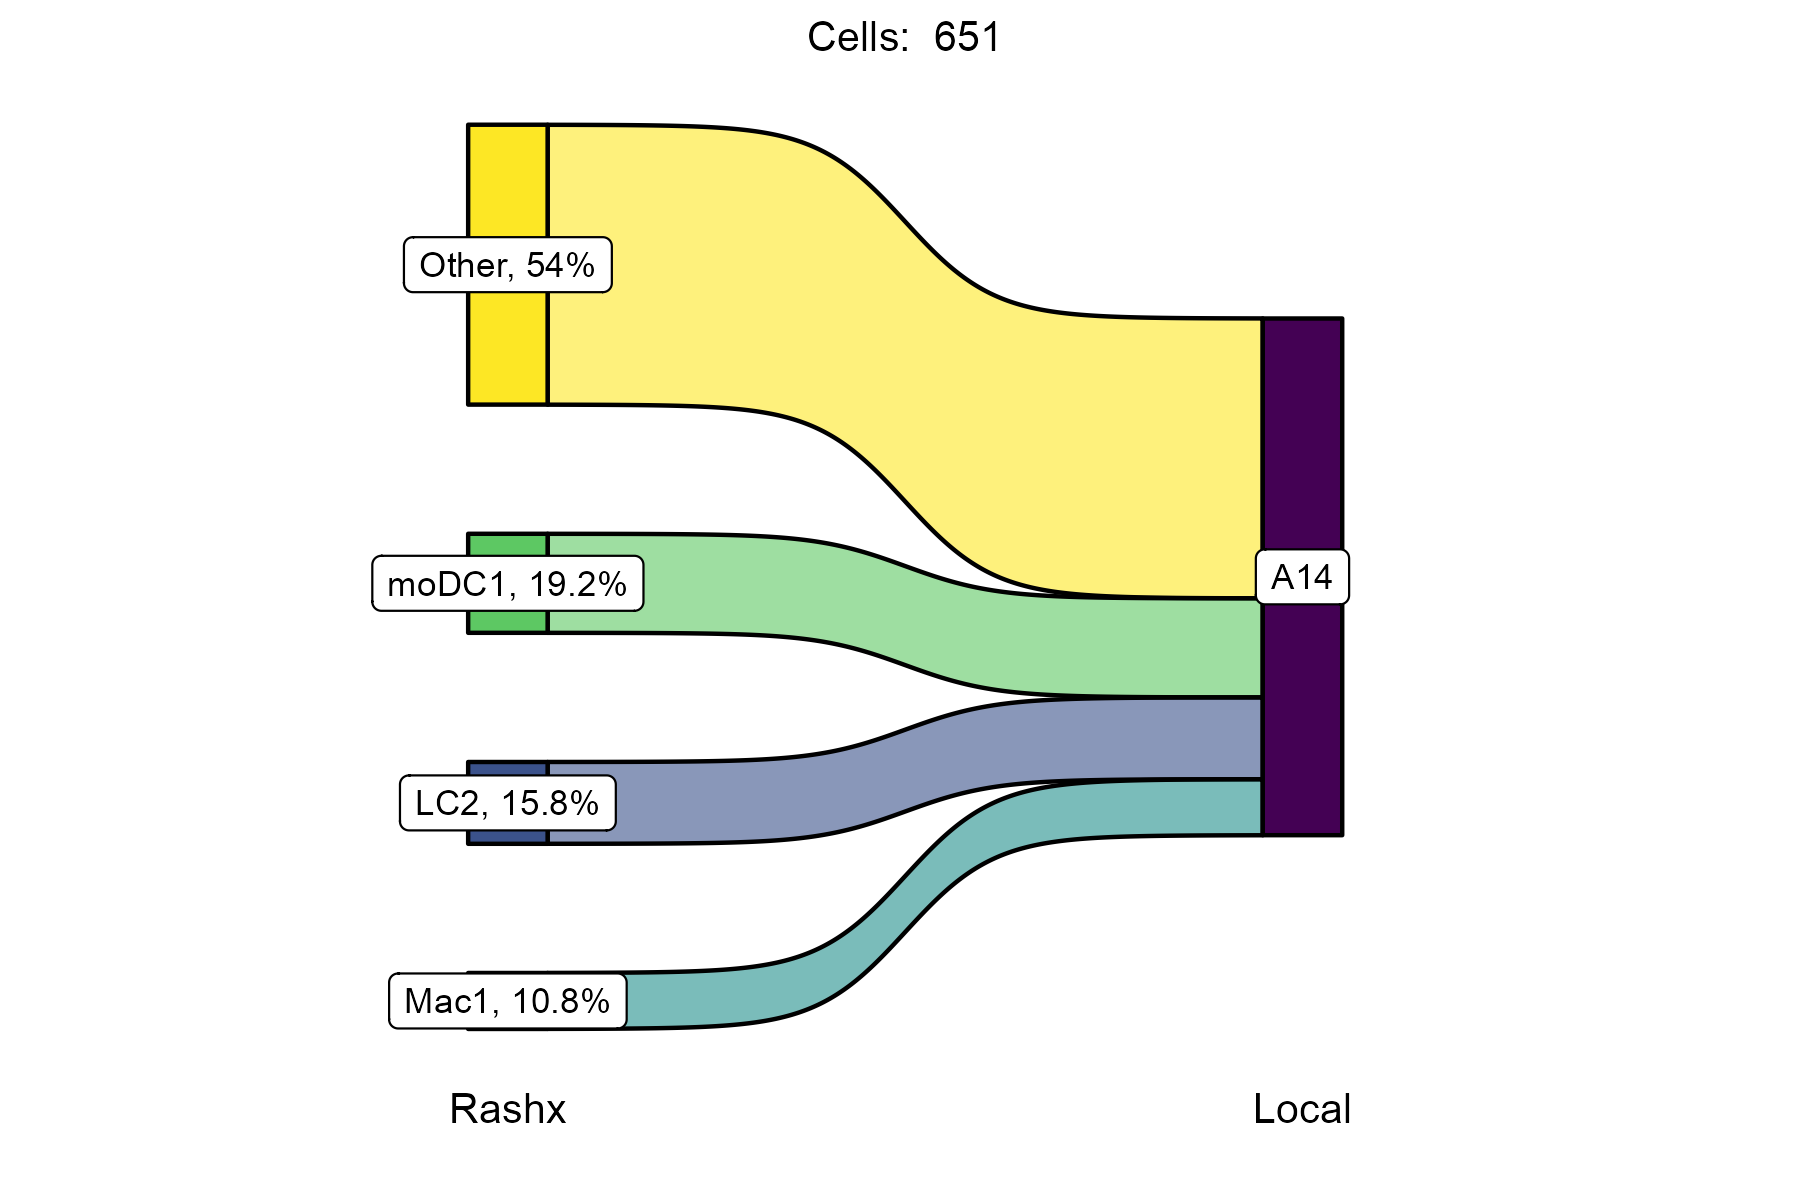 Cells: 651
Other, 54%
moDC1, 19.2%
A14
LC2, 15.8%
Mac1, 10.8%
Rashx
Local